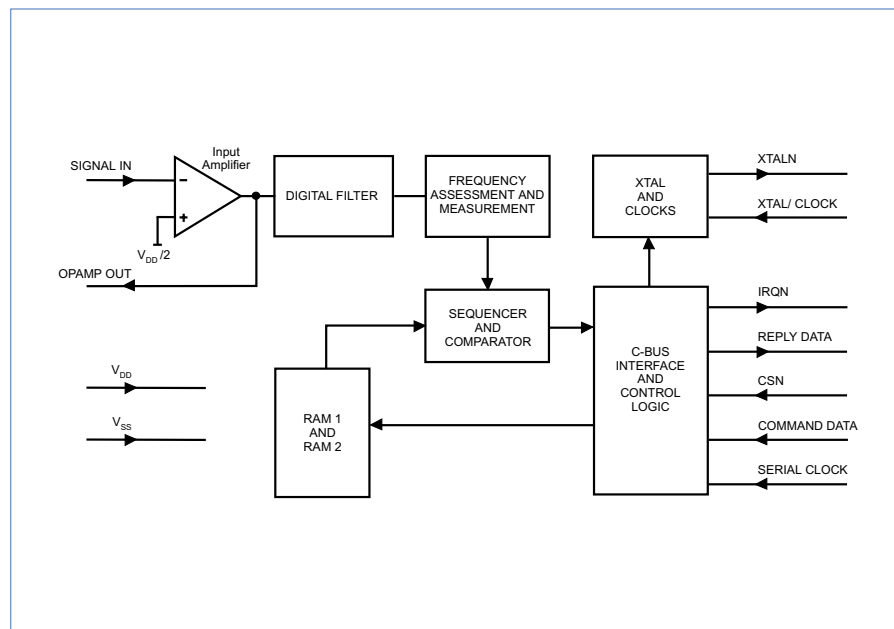 Input
Amplifier
SIGNAL IN
−
+
V_DD /2
OPAMP OUT
DIGITAL FILTER
FREQUENCY
ASSESSMENT AND
MEASUREMENT
XTAL
AND
CLOCKS
XTALN
XTAL/ CLOCK
SEQUENCER
AND
COMPARATOR
C-BUS
INTERFACE
AND
CONTROL
LOGIC
IRQN
REPLY DATA
CSN
COMMAND DATA
SERIAL CLOCK
V_DD
V_SS
RAM 1
AND
RAM 2